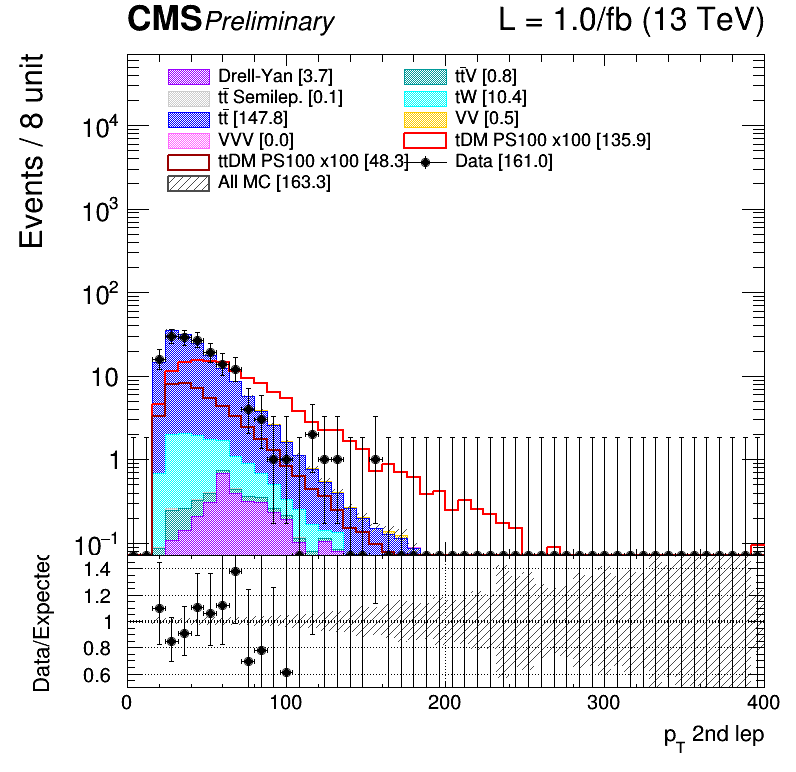 CMS Preliminary L = 1.0/fb (13 TeV)
Events / 8 unit
Drell-Yan [3.7]
tt̄V [0.8]
tt̄ Semilep. [0.1]
tW [10.4]
tt̄ [147.8]
VV [0.5]
VVV [0.0]
tDM PS100 x100 [135.9]
ttDM PS100 x100 [48.3]
Data [161.0]
All MC [163.3]
10⁴
10³
10²
10
1
10⁻¹
Data/Expected
1.4
1.2
1
0.8
0.6
0 100 200 300 400
p_T 2nd lep